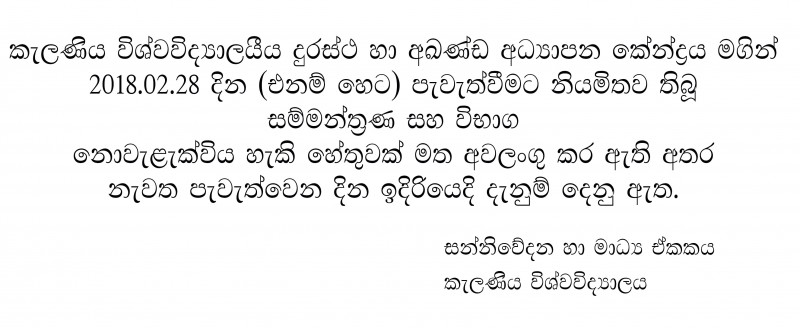 කැලණිය විශ්වවිද්‍යාලයීය දුරස්ථ හා අඛණ්ඩ අධ්‍යාපන කේන්ද්‍රය මගින්
2018.02.28 දින (එනම් හෙට) පැවැත්වීමට නියමිතව තිබූ
සම්මන්ත්‍රණ සහ විභාග
නොවැළැක්විය හැකි හේතුවක් මත අවලංගු කර ඇති අතර
නැවත පැවැත්වෙන දින ඉදිරියෙදි දැනුම් දෙනු ඇත.
සන්නිවේදන හා මාධ්‍ය ඒකකය
කැලණිය විශ්වවිද්‍යාලය